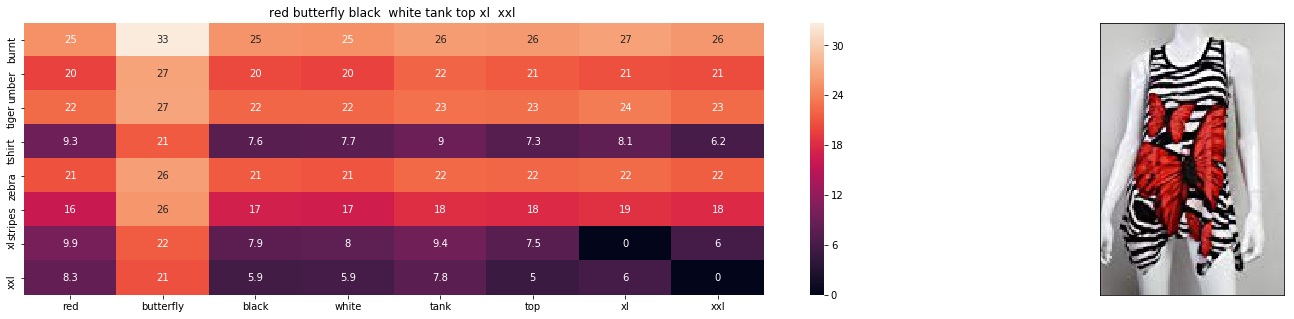 red butterfly black  white tank top xl  xxl
burnt 25 33 25 25 26 26 27 26
umber 20 27 20 20 22 21 21 21
tiger 22 27 22 22 23 23 24 23
tshirt 9.3 21 7.6 7.7 9 7.3 8.1 6.2
zebra 21 26 21 21 22 22 22 22
stripes 16 26 17 17 18 18 19 18
xl 9.9 22 7.9 8 9.4 7.5 0 6
xxl 8.3 21 5.9 5.9 7.8 5 6 0
red butterfly black white tank top xl xxl
30
24
18
12
6
0